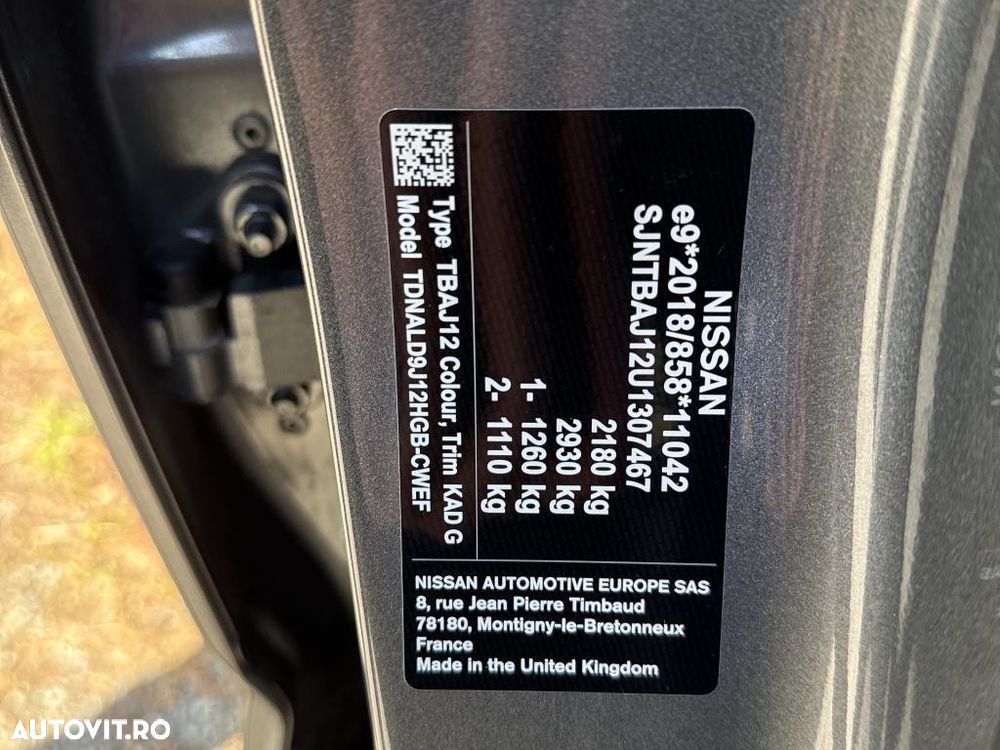 NISSAN
e9*2018/858*11042
SJNTBAJ12U1307467
2180 kg
2930 kg
1- 1260 kg
2- 1110 kg
Type TBAJ12 Colour, Trim KAD G
Model TDNALD9J12HGB-CWEF
NISSAN AUTOMOTIVE EUROPE SAS
8, rue Jean Pierre Timbaud
78180, Montigny-le-Bretonneux
France
Made in the United Kingdom
AUTOVIT.RO